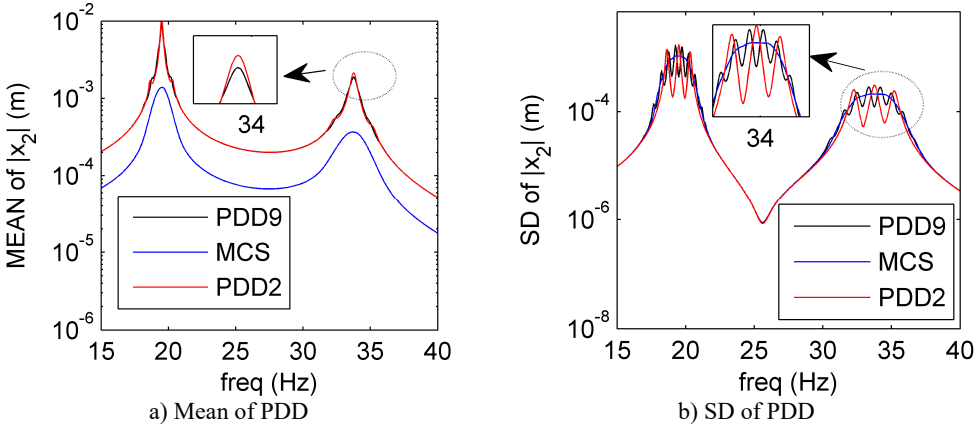 MEAN of |x₂| (m)
10⁻²
10⁻³
10⁻⁴
10⁻⁵
10⁻⁶
34
PDD9
MCS
PDD2
15 20 25 30 35 40
freq (Hz)
a) Mean of PDD
SD of |x₂| (m)
10⁻⁴
10⁻⁶
10⁻⁸
34
PDD9
MCS
PDD2
15 20 25 30 35 40
freq (Hz)
b) SD of PDD